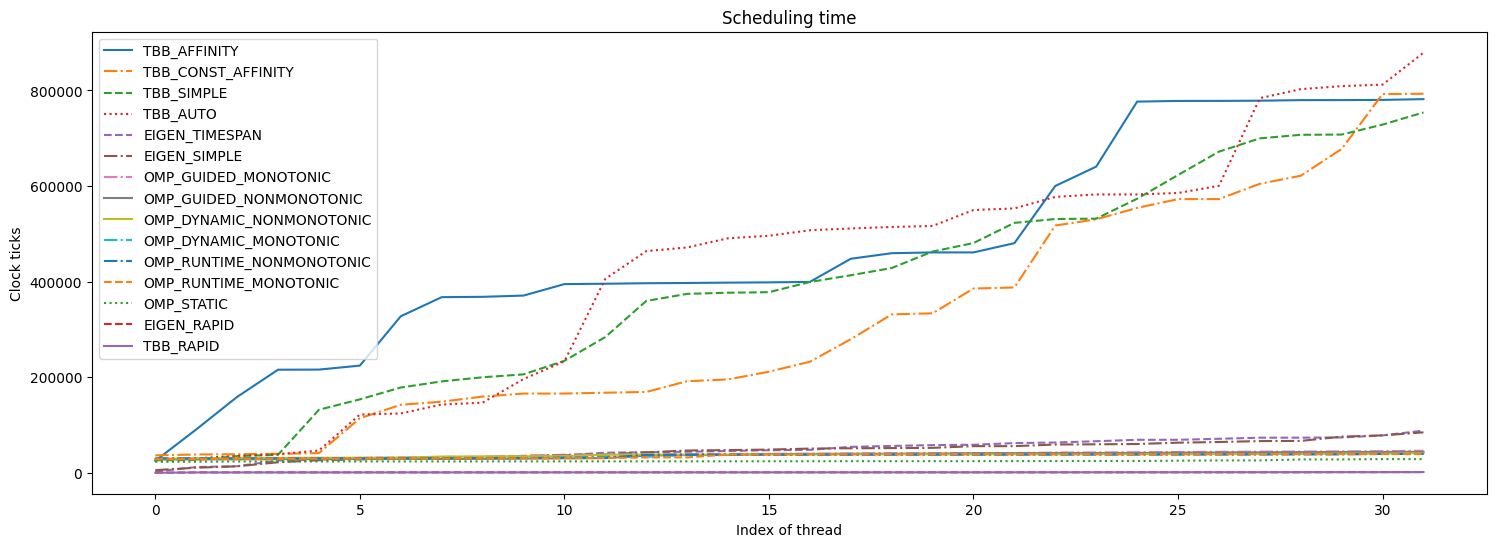 Scheduling time
TBB_AFFINITY
TBB_CONST_AFFINITY
TBB_SIMPLE
TBB_AUTO
EIGEN_TIMESPAN
EIGEN_SIMPLE
OMP_GUIDED_MONOTONIC
OMP_GUIDED_NONMONOTONIC
OMP_DYNAMIC_NONMONOTONIC
OMP_DYNAMIC_MONOTONIC
OMP_RUNTIME_NONMONOTONIC
OMP_RUNTIME_MONOTONIC
OMP_STATIC
EIGEN_RAPID
TBB_RAPID
Clock ticks
800000
600000
400000
200000
0
0 5 10 15 20 25 30
Index of thread